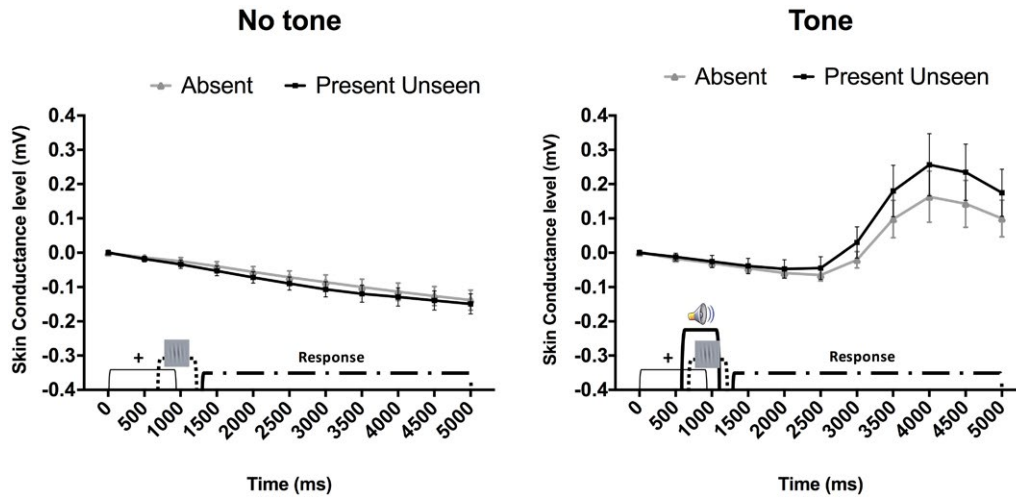 No tone
Absent Present Unseen
Skin Conductance level (mV)
0.4
0.3
0.2
0.1
0.0
-0.1
-0.2
-0.3
-0.4
+
Response
0 500 1000 1500 2000 2500 3000 3500 4000 4500 5000
Time (ms)
Tone
Absent Present Unseen
Skin Conductance level (mV)
0.4
0.3
0.2
0.1
0.0
-0.1
-0.2
-0.3
-0.4
+
Response
0 500 1000 1500 2000 2500 3000 3500 4000 4500 5000
Time (ms)